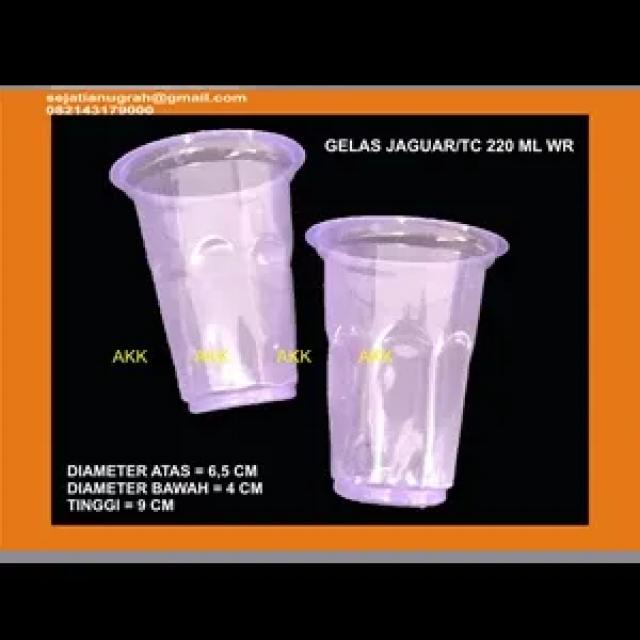 sejatianugrah@gmail.com
082143179000
GELAS JAGUAR/TC 220 ML WR
AKK AKK AKK AKK
DIAMETER ATAS = 6,5 CM
DIAMETER BAWAH = 4 CM
TINGGI = 9 CM